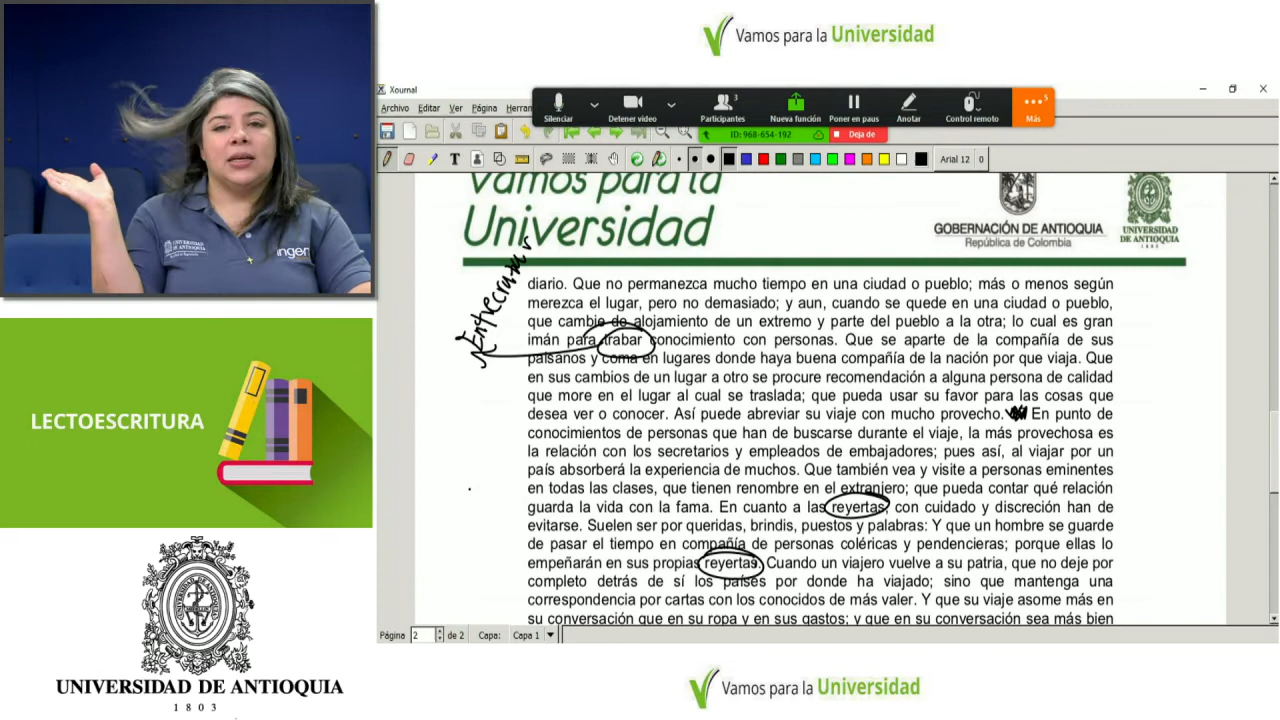 Vamos para la Universidad
Xournal
Archivo Editar Ver Página Herran
Silenciar
Detener video
3
Participantes
Nueva función
Poner en paus
Anotar
Control remoto
5
Más
ID: 968-654-192
Deja de
Arial 12
UNIVERSIDAD
DE ANTIOQUIA
ingen
Vamos para la
Universidad
GOBERNACIÓN DE ANTIOQUIA
República de Colombia
UNIVERSIDAD
DE ANTIOQUIA
1803
diario. Que no permanezca mucho tiempo en una ciudad o pueblo; más o menos según
merezca el lugar, pero no demasiado; y aun, cuando se quede en una ciudad o pueblo,
que cambie de alojamiento de un extremo y parte del pueblo a la otra; lo cual es gran
imán para trabar conocimiento con personas. Que se aparte de la compañía de sus
paisanos y coma en lugares donde haya buena compañía de la nación por que viaja. Que
en sus cambios de un lugar a otro se procure recomendación a alguna persona de calidad
que more en el lugar al cual se traslada; que pueda usar su favor para las cosas que
desea ver o conocer. Así puede abreviar su viaje con mucho provecho. En punto de
conocimientos de personas que han de buscarse durante el viaje, la más provechosa es
la relación con los secretarios y empleados de embajadores; pues así, al viajar por un
país absorberá la experiencia de muchos. Que también vea y visite a personas eminentes
en todas las clases, que tienen renombre en el extranjero; que pueda contar qué relación
guarda la vida con la fama. En cuanto a las reyertas, con cuidado y discreción han de
evitarse. Suelen ser por queridas, brindis, puestos y palabras: Y que un hombre se guarde
de pasar el tiempo en compañía de personas coléricas y pendencieras; porque ellas lo
empeñarán en sus propias reyertas. Cuando un viajero vuelve a su patria, que no deje por
completo detrás de sí los países por donde ha viajado; sino que mantenga una
correspondencia por cartas con los conocidos de más valer. Y que su viaje asome más en
su conversación que en su ropa y en sus gastos; y que en su conversación sea más bien
Página 2 de 2 Capa: Capa 1
LECTOESCRITURA
UNIVERSIDAD DE ANTIOQUIA
1803
Vamos para la Universidad